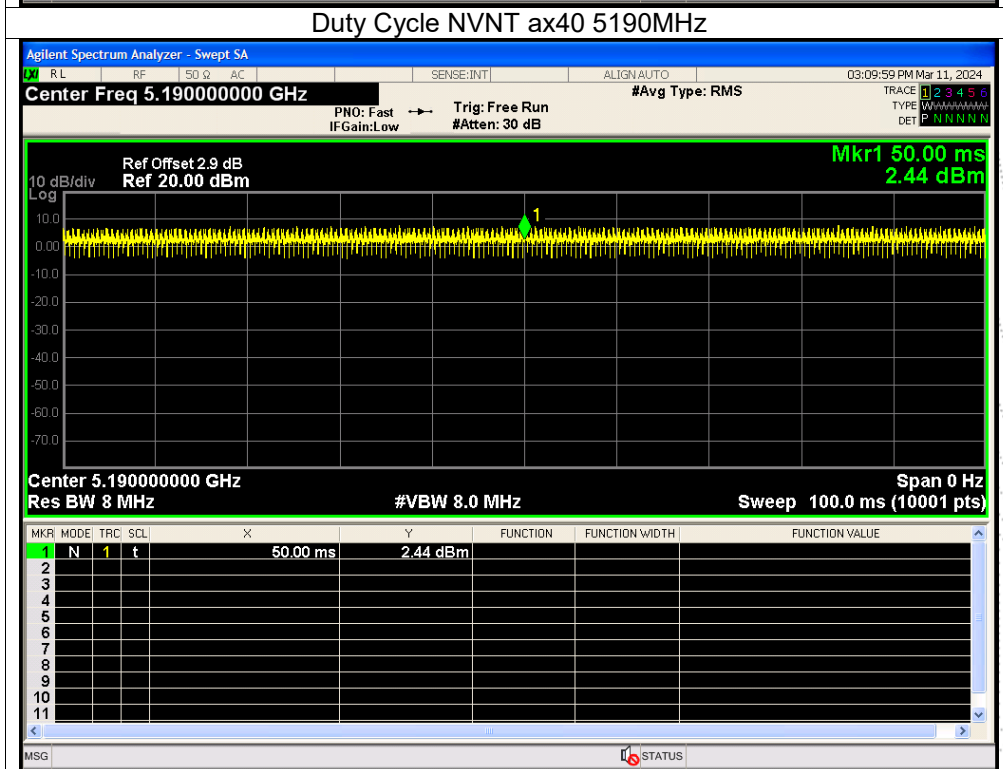 Duty Cycle NVNT ax40 5190MHz
Agilent Spectrum Analyzer - Swept SA
LXI RL RF 50 Ω AC SENSE:INT ALIGN AUTO 03:09:59 PM Mar 11, 2024
Center Freq 5.190000000 GHz #Avg Type: RMS TRACE 1 2 3 4 5 6
PNO: Fast Trig: Free Run TYPE WWWWWW
IFGain:Low #Atten: 30 dB DET P N N N N N
Mkr1 50.00 ms
Ref Offset 2.9 dB
10 dB/div Ref 20.00 dBm 2.44 dBm
Log
1
10.0
0.00
-10.0
-20.0
-30.0
-40.0
-50.0
-60.0
-70.0
Center 5.190000000 GHz Span 0 Hz
Res BW 8 MHz #VBW 8.0 MHz Sweep 100.0 ms (10001 pts)
MKR MODE TRC SCL X Y FUNCTION FUNCTION WIDTH FUNCTION VALUE
1 N 1 t 50.00 ms 2.44 dBm
2
3
4
5
6
7
8
9
10
11
MSG STATUS